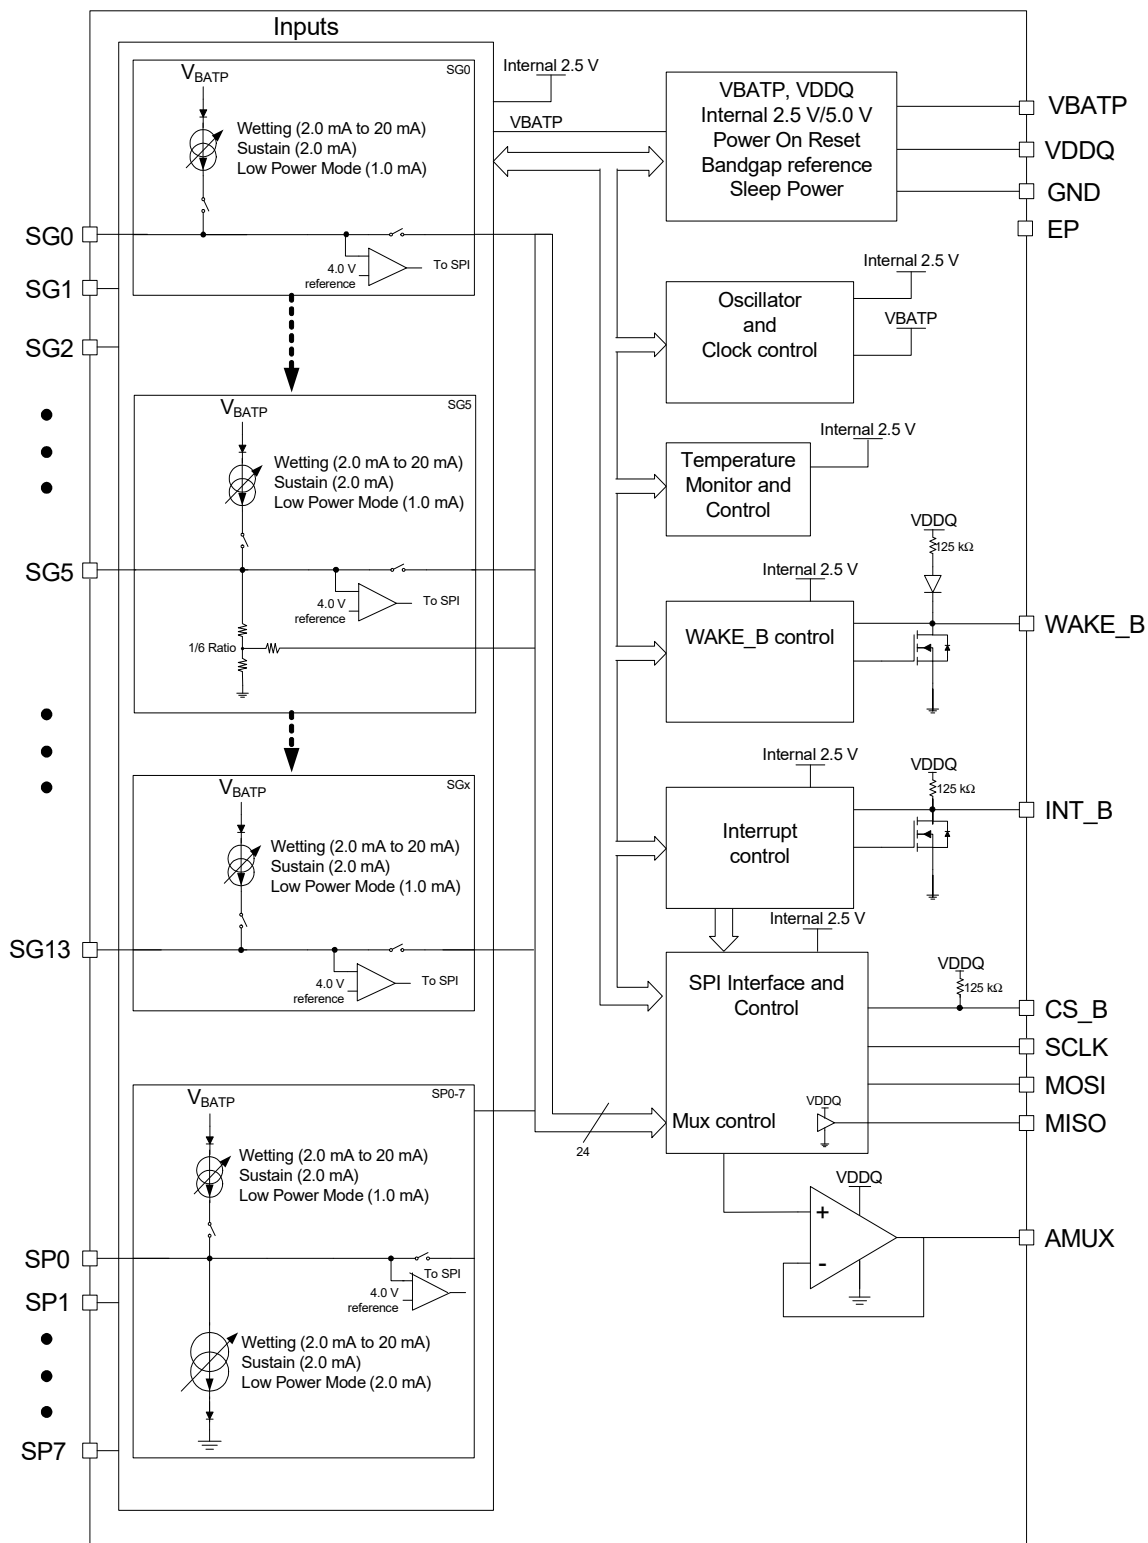 Inputs
SG0
VBATP
Wetting (2.0 mA to 20 mA)
Sustain (2.0 mA)
Low Power Mode (1.0 mA)
4.0 V
reference
To SPI
SG0
SG1
SG2
SG5
VBATP
Wetting (2.0 mA to 20 mA)
Sustain (2.0 mA)
Low Power Mode (1.0 mA)
SG5
4.0 V
reference
To SPI
1/6 Ratio
SGx
VBATP
Wetting (2.0 mA to 20 mA)
Sustain (2.0 mA)
Low Power Mode (1.0 mA)
SG13
4.0 V
reference
To SPI
SP0-7
VBATP
Wetting (2.0 mA to 20 mA)
Sustain (2.0 mA)
Low Power Mode (1.0 mA)
SP0
To SPI
4.0 V
reference
SP1
Wetting (2.0 mA to 20 mA)
Sustain (2.0 mA)
Low Power Mode (2.0 mA)
SP7
Internal 2.5 V
VBATP
VBATP, VDDQ
Internal 2.5 V/5.0 V
Power On Reset
Bandgap reference
Sleep Power
VBATP
VDDQ
GND
EP
Internal 2.5 V
Oscillator
and
Clock control
VBATP
Internal 2.5 V
Temperature
Monitor and
Control
VDDQ
125 kΩ
Internal 2.5 V
WAKE_B control
WAKE_B
Internal 2.5 V
VDDQ
125 kΩ
Interrupt
control
INT_B
Internal 2.5 V
SPI Interface and
Control
VDDQ
125 kΩ
CS_B
SCLK
MOSI
MISO
VDDQ
Mux control
24
VDDQ
+
-
AMUX